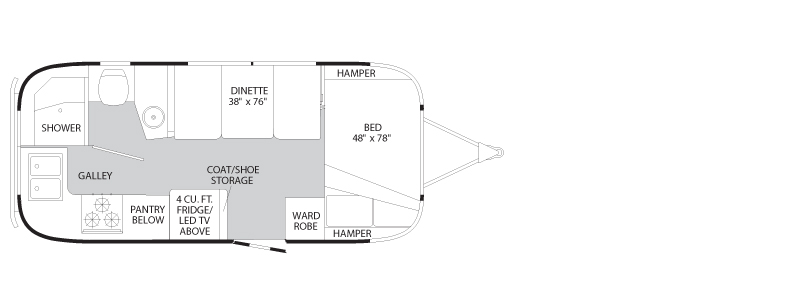 HAMPER
DINETTE
38" x 76"
SHOWER
BED
48" x 78"
GALLEY
COAT/SHOE
STORAGE
PANTRY
BELOW
4 CU. FT.
FRIDGE/
LED TV
ABOVE
WARD
ROBE
HAMPER